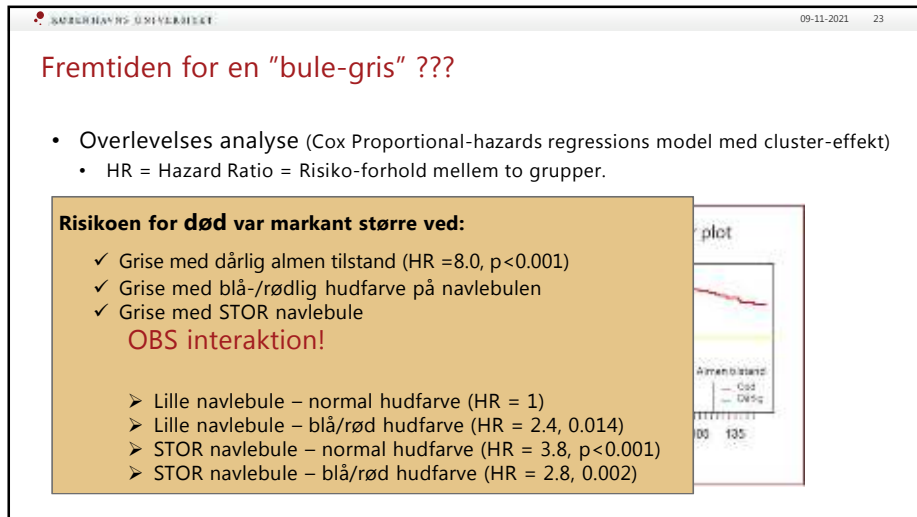 KØBENHAVNS UNIVERSITET
09-11-2021 23
Fremtiden for en ”bule-gris” ???
• Overlevelses analyse (Cox Proportional-hazards regressions model med cluster-effekt)
• HR = Hazard Ratio = Risiko-forhold mellem to grupper.
Risikoen for død var markant større ved:
✓ Grise med dårlig almen tilstand (HR =8.0, p<0.001)
✓ Grise med blå-/rødlig hudfarve på navlebulen
✓ Grise med STOR navlebule
OBS interaktion!
➢ Lille navlebule – normal hudfarve (HR = 1)
➢ Lille navlebule – blå/rød hudfarve (HR = 2.4, 0.014)
➢ STOR navlebule – normal hudfarve (HR = 3.8, p<0.001)
➢ STOR navlebule – blå/rød hudfarve (HR = 2.8, 0.002)
plot
Almen tilstand
God
Dårlig
135